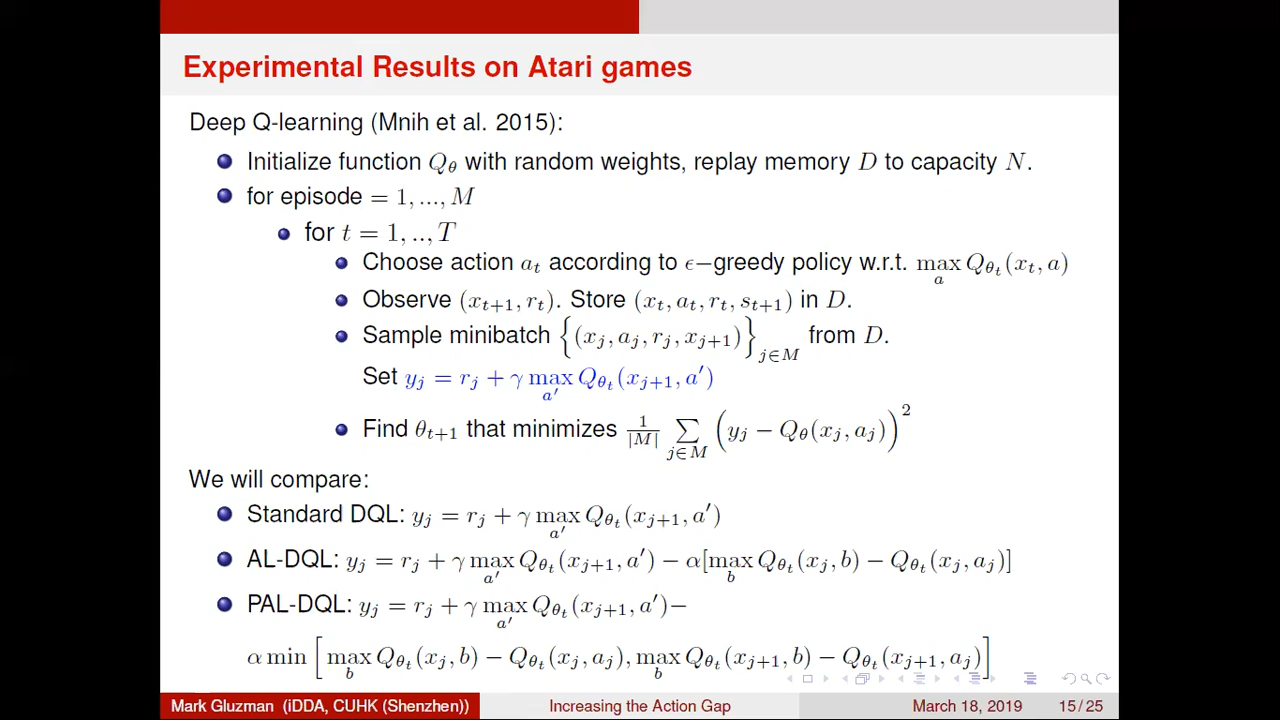 Experimental Results on Atari games
Deep Q-learning (Mnih et al. 2015):
Initialize function Q_θ with random weights, replay memory D to capacity N.
for episode = 1, ..., M
for t = 1, .., T
Choose action a_t according to ϵ−greedy policy w.r.t. max_a Q_{θ_t}(x_t, a)
Observe (x_{t+1}, r_t). Store (x_t, a_t, r_t, s_{t+1}) in D.
Sample minibatch {(x_j, a_j, r_j, x_{j+1})}_{j∈M} from D.
Set y_j = r_j + γ max_{a'} Q_{θ_t}(x_{j+1}, a')
Find θ_{t+1} that minimizes 1/|M| ∑_{j∈M} (y_j − Q_θ(x_j, a_j))^2
We will compare:
Standard DQL: y_j = r_j + γ max_{a'} Q_{θ_t}(x_{j+1}, a')
AL-DQL: y_j = r_j + γ max_{a'} Q_{θ_t}(x_{j+1}, a') − α[max_b Q_{θ_t}(x_j, b) − Q_{θ_t}(x_j, a_j)]
PAL-DQL: y_j = r_j + γ max_{a'} Q_{θ_t}(x_{j+1}, a')−
α min [max_b Q_{θ_t}(x_j, b) − Q_{θ_t}(x_j, a_j), max_b Q_{θ_t}(x_{j+1}, b) − Q_{θ_t}(x_{j+1}, a_j)]
Mark Gluzman (iDDA, CUHK (Shenzhen)) Increasing the Action Gap March 18, 2019 15 / 25